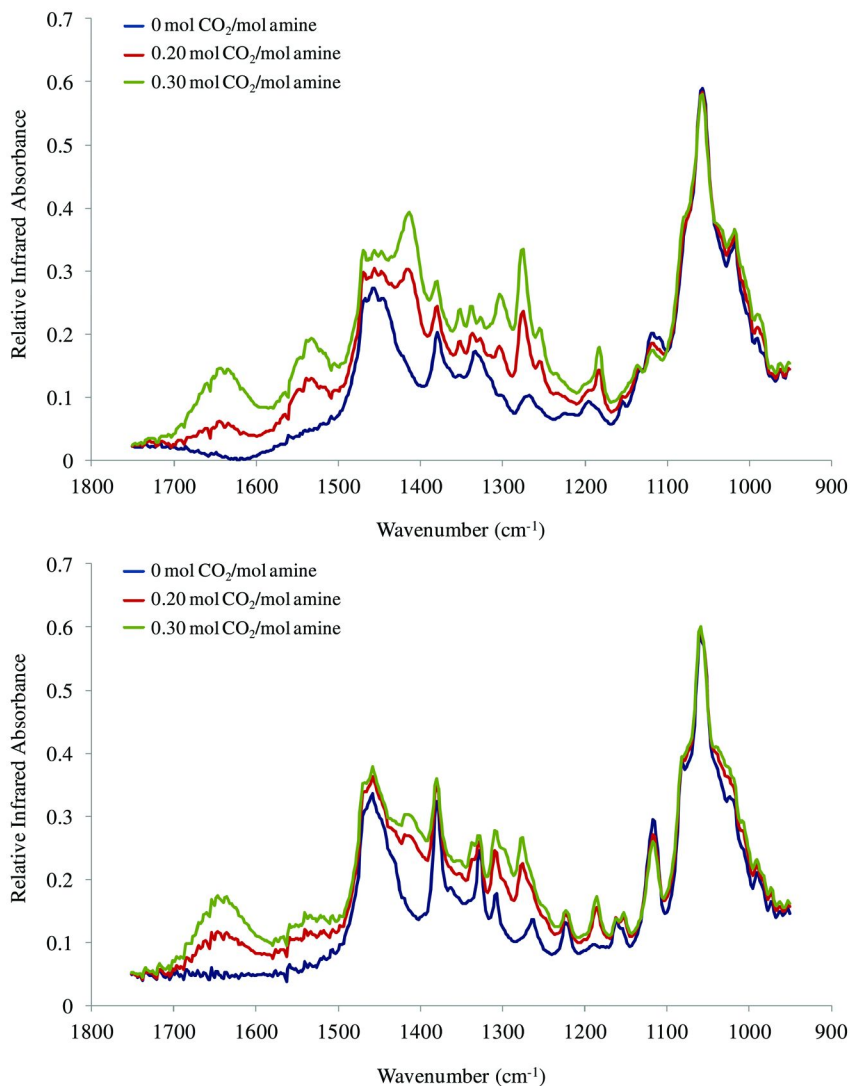 0.7
0 mol CO₂/mol amine
0.20 mol CO₂/mol amine
0.6
0.30 mol CO₂/mol amine
0.5
0.4
0.3
0.2
0.1
0
Relative Infrared Absorbance
1800 1700 1600 1500 1400 1300 1200 1100 1000 900
Wavenumber (cm⁻¹)
0.7
0 mol CO₂/mol amine
0.20 mol CO₂/mol amine
0.6
0.30 mol CO₂/mol amine
0.5
0.4
0.3
0.2
0.1
0
Relative Infrared Absorbance
1800 1700 1600 1500 1400 1300 1200 1100 1000 900
Wavenumber (cm⁻¹)